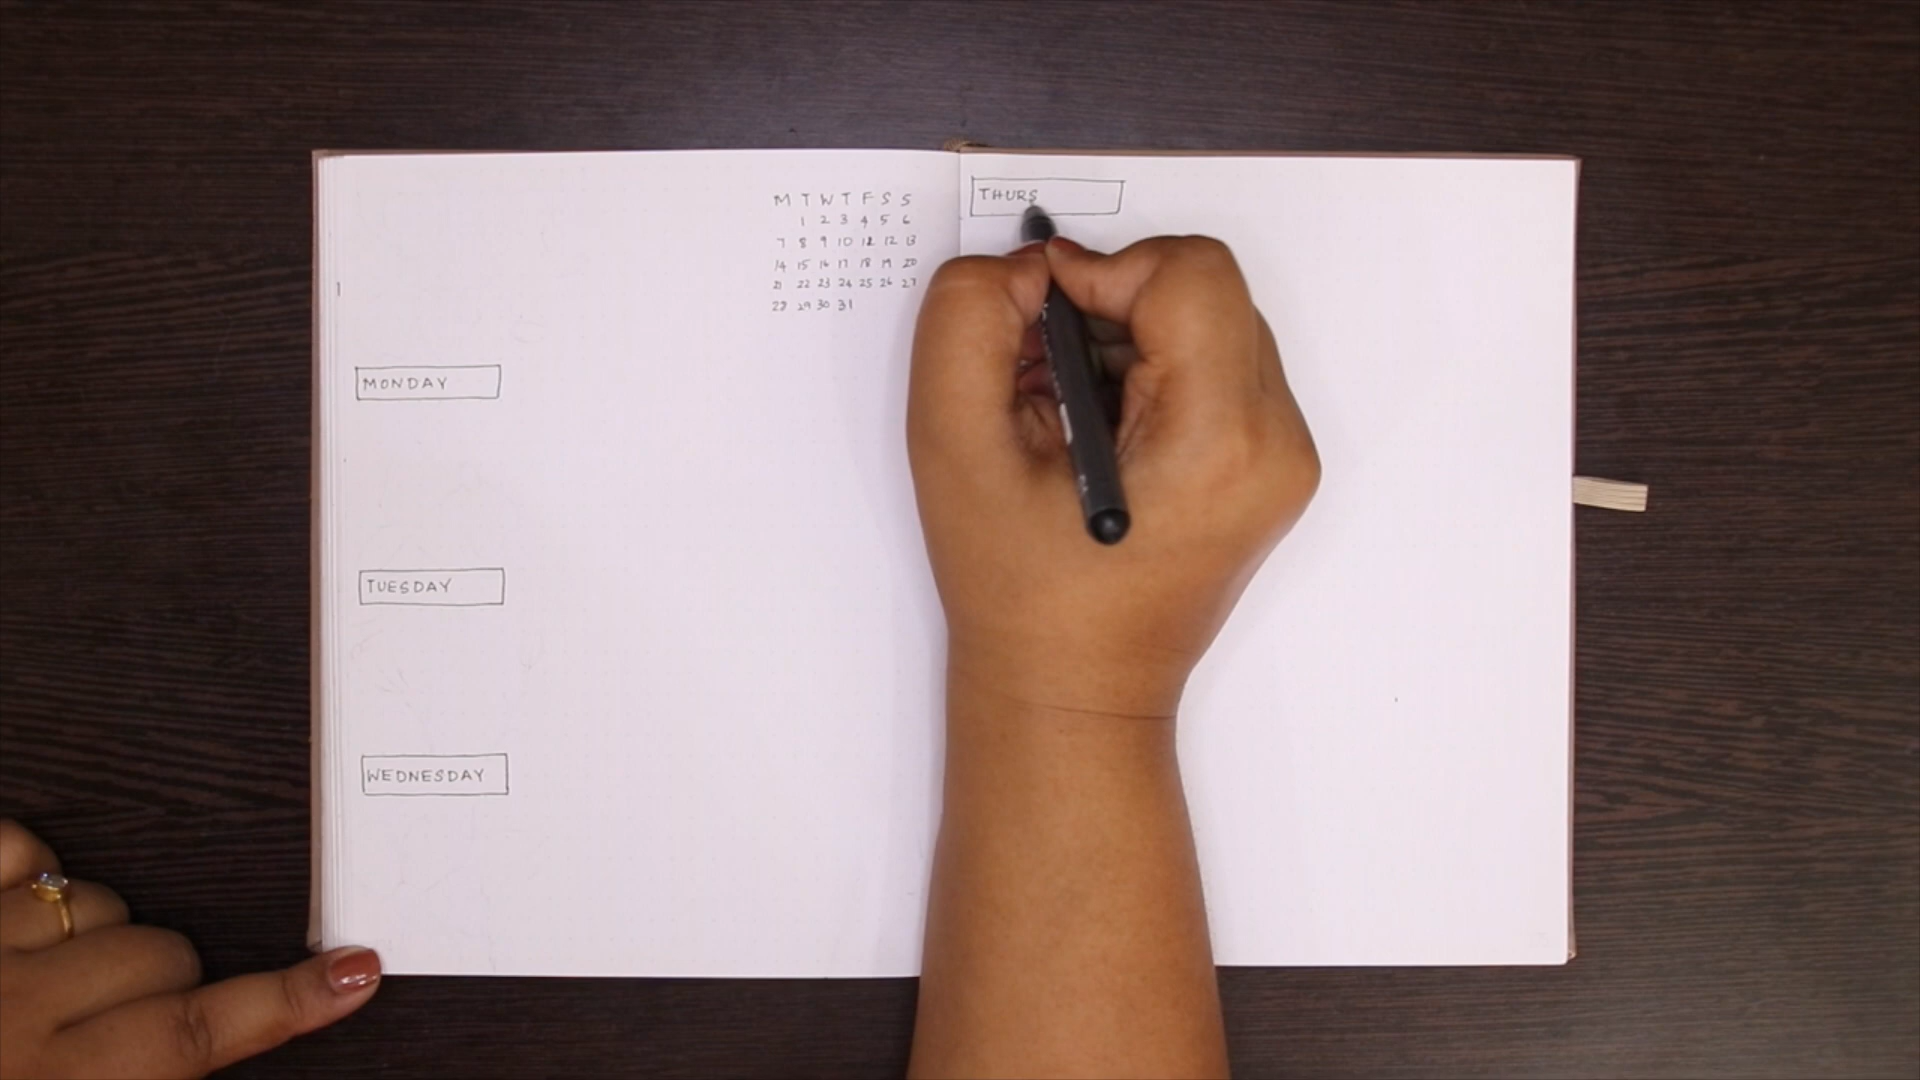 M T W T F S S
1 2 3 4 5 6
7 8 9 10 12 12 13
14 15 16 17 18 19 20
21 22 23 24 25 26 27
28 29 30 31
MONDAY
TUESDAY
WEDNESDAY
THURS